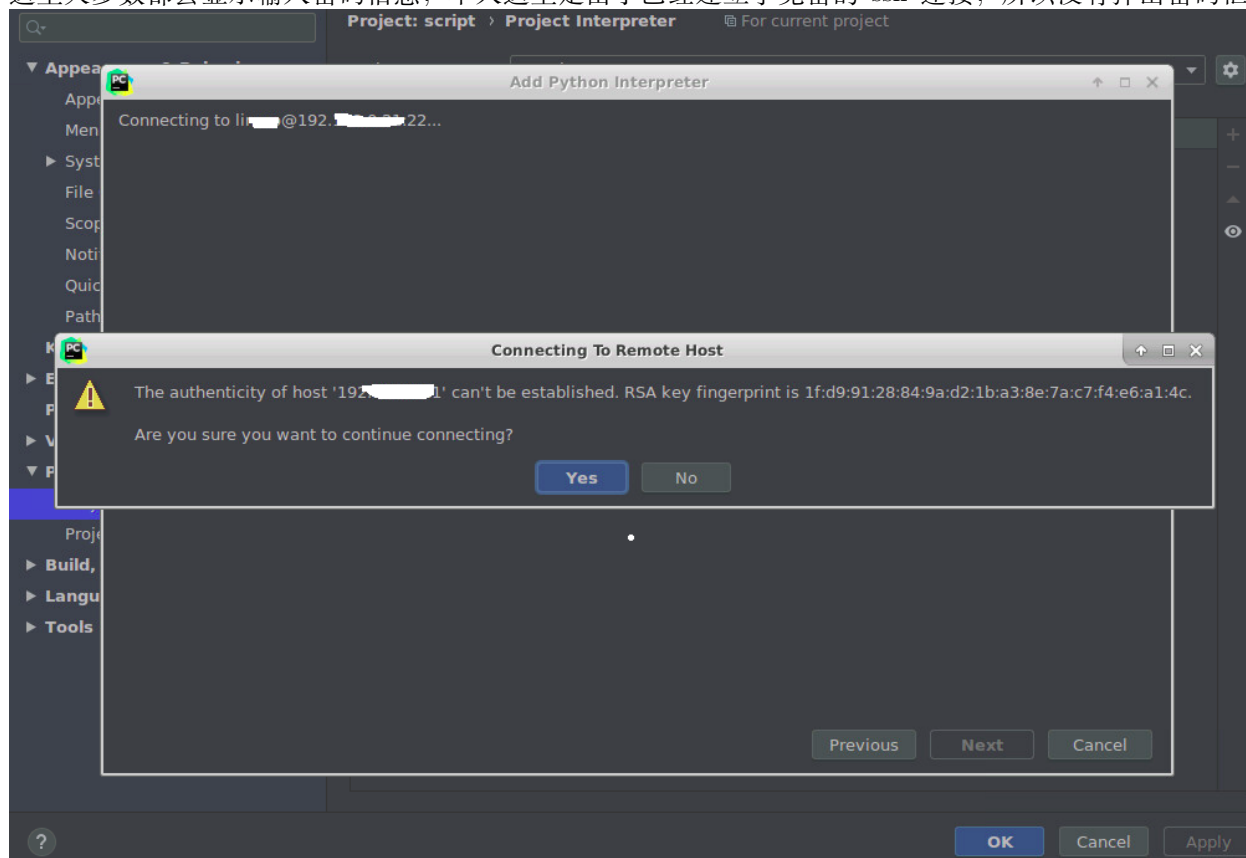 Project: script › Project Interpreter For current project
Appea
Add Python Interpreter
Appe
Connecting to li @192. :22...
Men
Syst
File
Scop
Noti
Quic
Path
K
Connecting To Remote Host
E
The authenticity of host '192. 1' can't be established. RSA key fingerprint is 1f:d9:91:28:84:9a:d2:1b:a3:8e:7a:c7:f4:e6:a1:4c.
P
Are you sure you want to continue connecting?
V
P
Yes No
Proje
Build,
Langu
Tools
Previous Next Cancel
? OK Cancel Apply